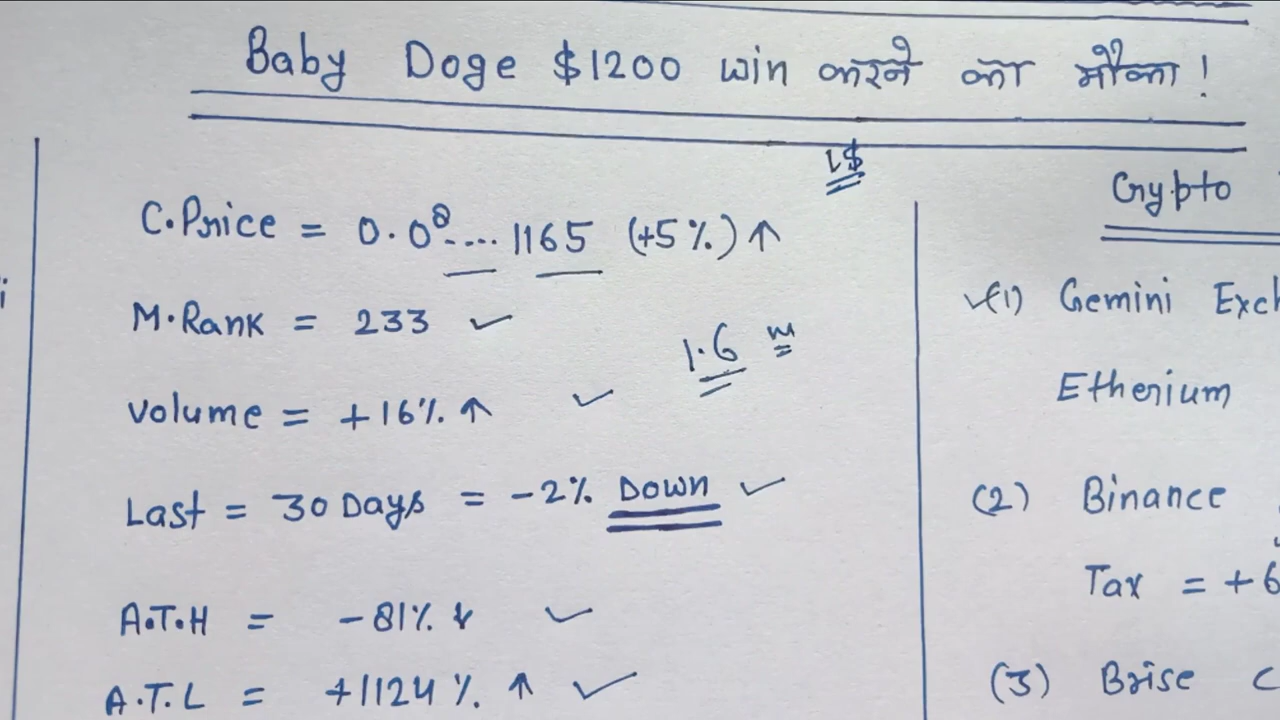 Baby Doge $1200 win करने का मौका!
1$
C.Price = 0.0⁸.... 1165 (+5%) ↑
M.Rank = 233 ✓
1.6 m
Volume = +16% ↑ ✓
Last = 30 Days = -2% Down ✓
A.T.H = -81% ↓ ✓
A.T.L = +1124% ↑ ✓
Crypto
✓(1) Gemini Exch
Etherium
(2) Binance
Tax = +6
(3) Brise C